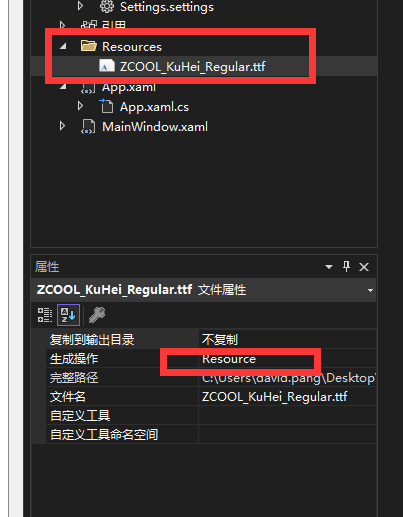 Settings.settings
引用
Resources
ZCOOL_KuHei_Regular.ttf
App.xaml
App.xaml.cs
MainWindow.xaml
属性
ZCOOL_KuHei_Regular.ttf 文件属性
复制到输出目录 不复制
生成操作 Resource
完整路径 C:\Users\david.pang\Desktop\
文件名 ZCOOL_KuHei_Regular.ttf
自定义工具
自定义工具命名空间